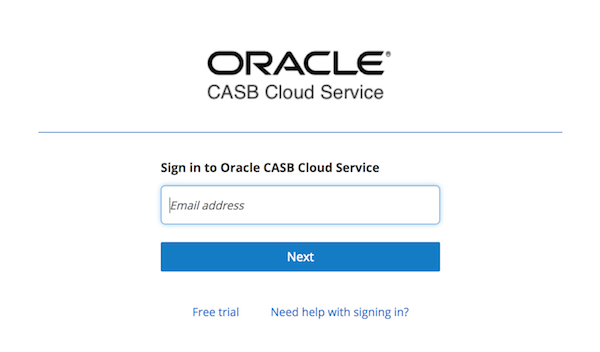 ORACLE®
CASB Cloud Service
Sign in to Oracle CASB Cloud Service
Email address
Next
Free trial Need help with signing in?